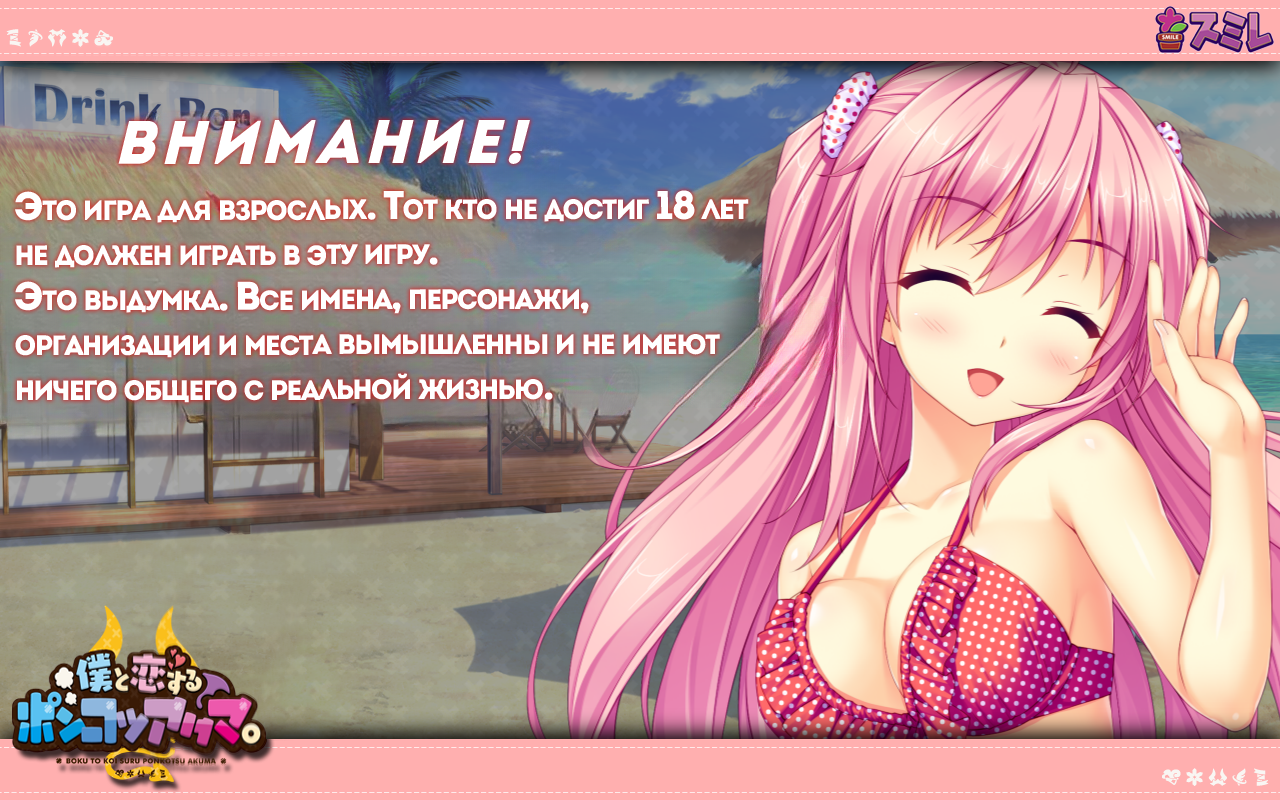 SMILE
スミレ
Drink Pon
ВНИМАНИЕ!
Это игра для взрослых. Тот кто не достиг 18 лет
не должен играть в эту игру.
Это выдумка. Все имена, персонажи,
организации и места вымышленны и не имеют
ничего общего с реальной жизнью.
僕と恋する
ポンコツアクマ。
BOKU TO KOI SURU PONKOTSU AKUMA